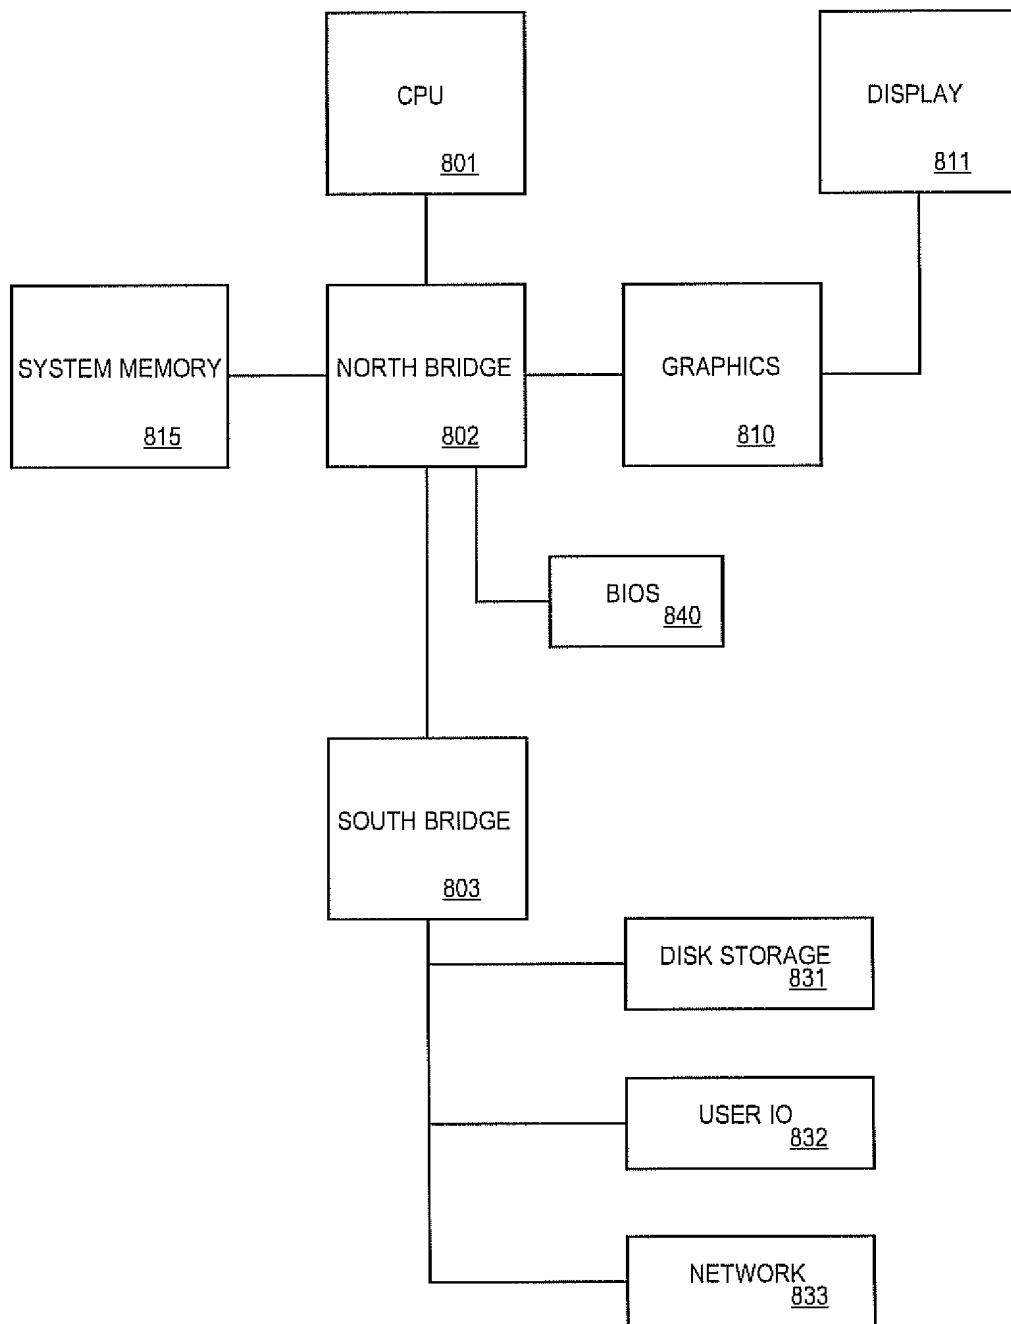 CPU
801
DISPLAY
811
SYSTEM MEMORY
815
NORTH BRIDGE
802
GRAPHICS
810
BIOS
840
SOUTH BRIDGE
803
DISK STORAGE
831
USER IO
832
NETWORK
833